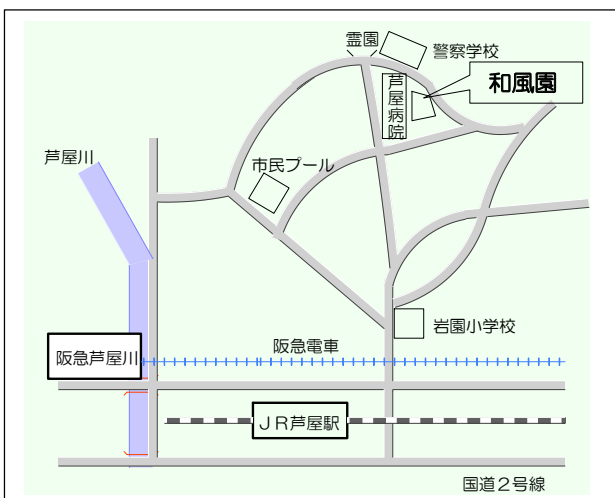 霊園
警察学校
和風園
芦屋病院
芦屋川
市民プール
岩園小学校
阪急電車
阪急芦屋川
ＪＲ芦屋駅
国道２号線